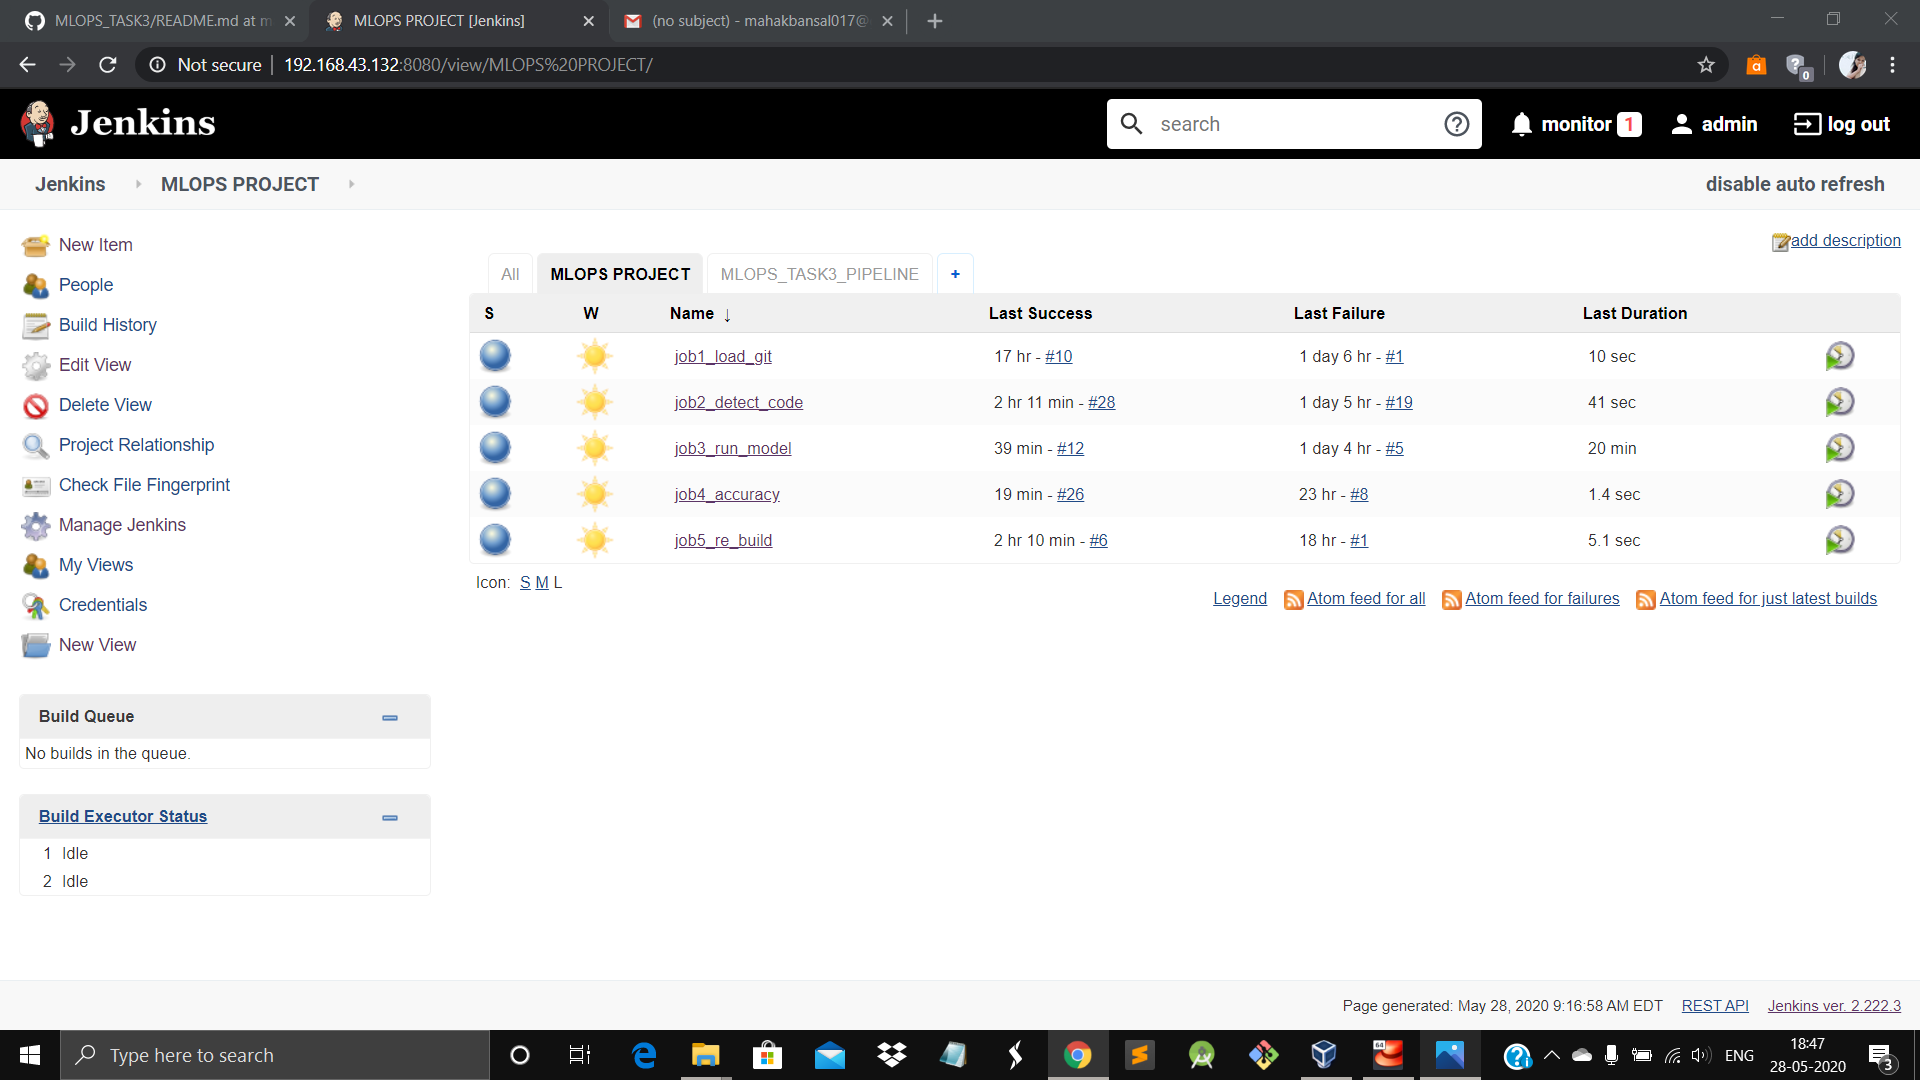 MLOPS_TASK3/README.md at m
MLOPS PROJECT [Jenkins]
(no subject) - mahakbansal017@
Not secure | 192.168.43.132:8080/view/MLOPS%20PROJECT/
0
Jenkins
search
monitor 1
admin
log out
Jenkins
MLOPS PROJECT
disable auto refresh
New Item
People
Build History
Edit View
Delete View
Project Relationship
Check File Fingerprint
Manage Jenkins
My Views
Credentials
New View
Build Queue
No builds in the queue.
Build Executor Status
1 Idle
2 Idle
add description
All
MLOPS PROJECT
MLOPS_TASK3_PIPELINE
+
S W Name ↓ Last Success Last Failure Last Duration
job1_load_git 17 hr - #10 1 day 6 hr - #1 10 sec
job2_detect_code 2 hr 11 min - #28 1 day 5 hr - #19 41 sec
job3_run_model 39 min - #12 1 day 4 hr - #5 20 min
job4_accuracy 19 min - #26 23 hr - #8 1.4 sec
job5_re_build 2 hr 10 min - #6 18 hr - #1 5.1 sec
Icon: S M L
Legend Atom feed for all Atom feed for failures Atom feed for just latest builds
Page generated: May 28, 2020 9:16:58 AM EDT REST API Jenkins ver. 2.222.3
Type here to search
64
ENG
18:47
28-05-2020
3